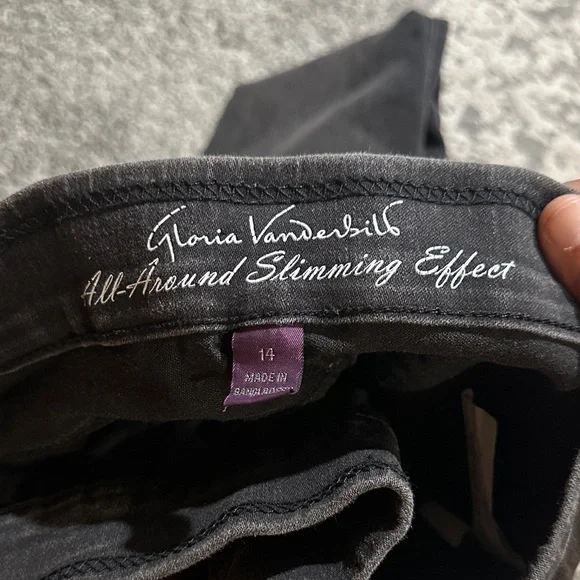 Gloria Vanderbilt
All-Around Slimming Effect
14
MADE IN
BANGLADESH